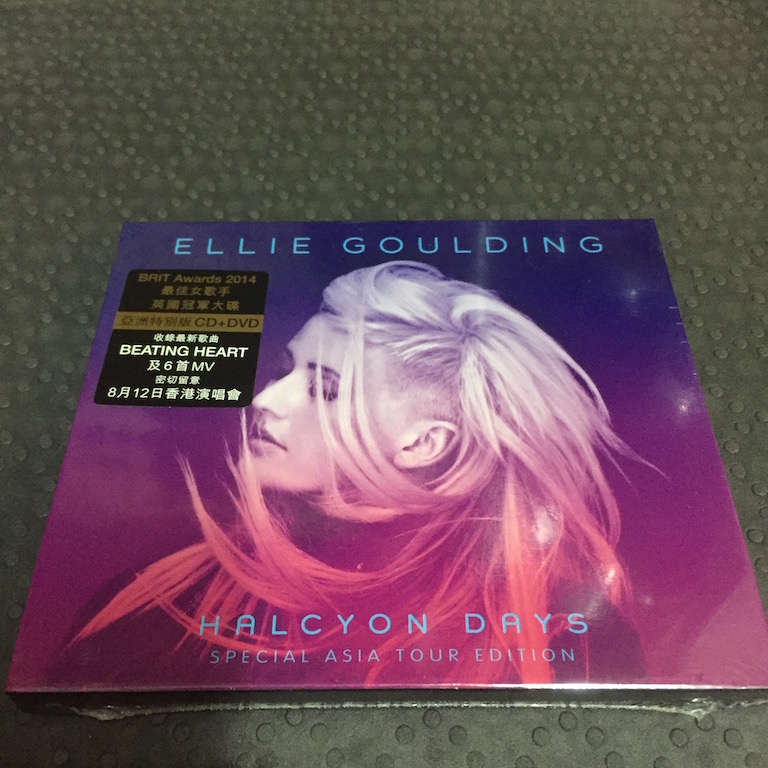 ELLIE GOULDING
BRIT Awards 2014
最佳女歌手
英國冠軍大碟
亞洲特別版 CD+DVD
收錄最新歌曲
BEATING HEART
及6首MV
密切留意
8月12日香港演唱會
HALCYON DAYS
SPECIAL ASIA TOUR EDITION